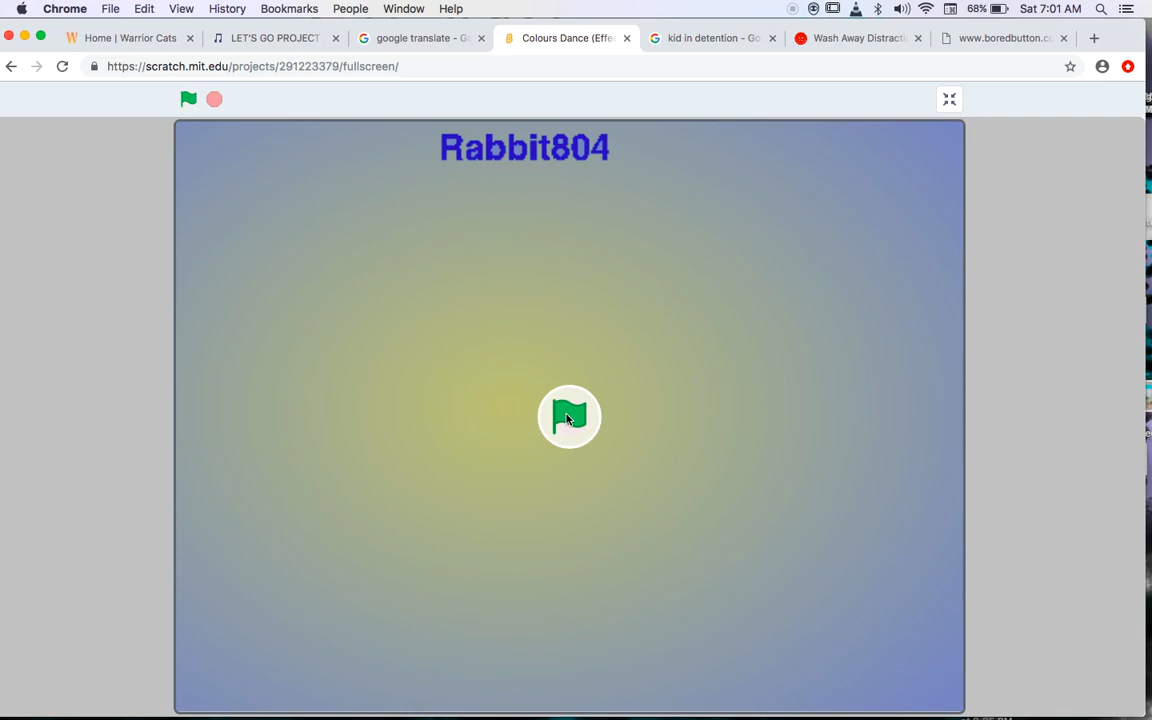 Chrome File Edit View History Bookmarks People Window Help 68% Sat 7:01 AM
Home | Warrior Cats LET'S GO PROJECT google translate - Go Colours Dance (Effe kid in detention - Go Wash Away Distracti www.boredbutton.c
https://scratch.mit.edu/projects/291223379/fullscreen/
Rabbit804